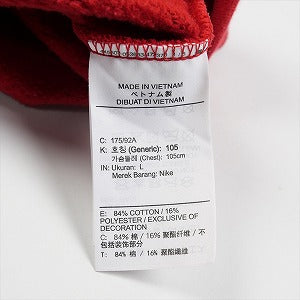 MADE IN VIETNAM
ベトナム製
DIBUAT DI VIETNAM
C: 175/92A
K: 호칭 (Generic): 105
가슴둘레 (Chest): 105cm
IN: Ukuran: L
Merek Barang: Nike
E: 84% COTTON / 16%
POLYESTER / EXCLUSIVE OF
DECORATION
C: 84% 棉 / 16% 聚酯纤维 / 不
包括装饰部分
T: 84% 棉 / 16% 聚酯纖維